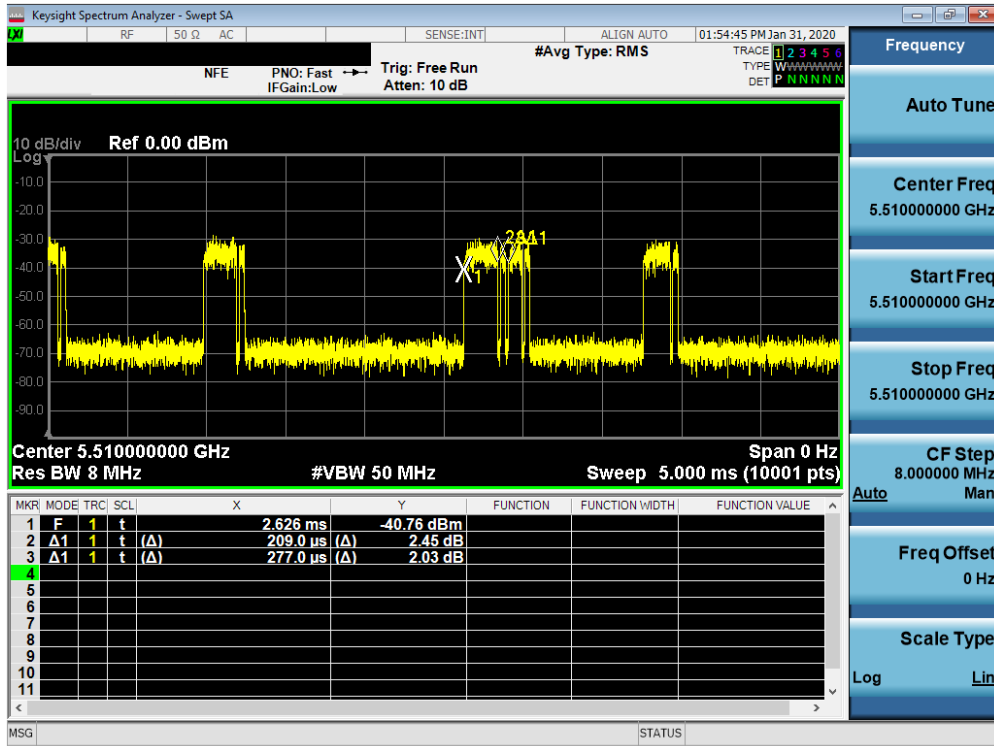 Keysight Spectrum Analyzer - Swept SA
LXI RF 50 Ω AC SENSE:INT ALIGN AUTO 01:54:45 PM Jan 31, 2020
NFE PNO: Fast Trig: Free Run #Avg Type: RMS TRACE 1 2 3 4 5 6
IFGain:Low Atten: 10 dB TYPE WWWWWW
DET P N N N N N
10 dB/div Ref 0.00 dBm
Log
-10.0
-20.0
-30.0
2Δ1
-40.0
1
-50.0
-60.0
-70.0
-80.0
-90.0
Center 5.510000000 GHz Span 0 Hz
Res BW 8 MHz #VBW 50 MHz Sweep 5.000 ms (10001 pts)
MKR MODE TRC SCL X Y FUNCTION FUNCTION WIDTH FUNCTION VALUE
1 F 1 t 2.626 ms -40.76 dBm
2 Δ1 1 t (Δ) 209.0 µs (Δ) 2.45 dB
3 Δ1 1 t (Δ) 277.0 µs (Δ) 2.03 dB
4
5
6
7
8
9
10
11
MSG STATUS
Frequency
Auto Tune
Center Freq
5.510000000 GHz
Start Freq
5.510000000 GHz
Stop Freq
5.510000000 GHz
CF Step
8.000000 MHz
Auto Man
Freq Offset
0 Hz
Scale Type
Log Lin